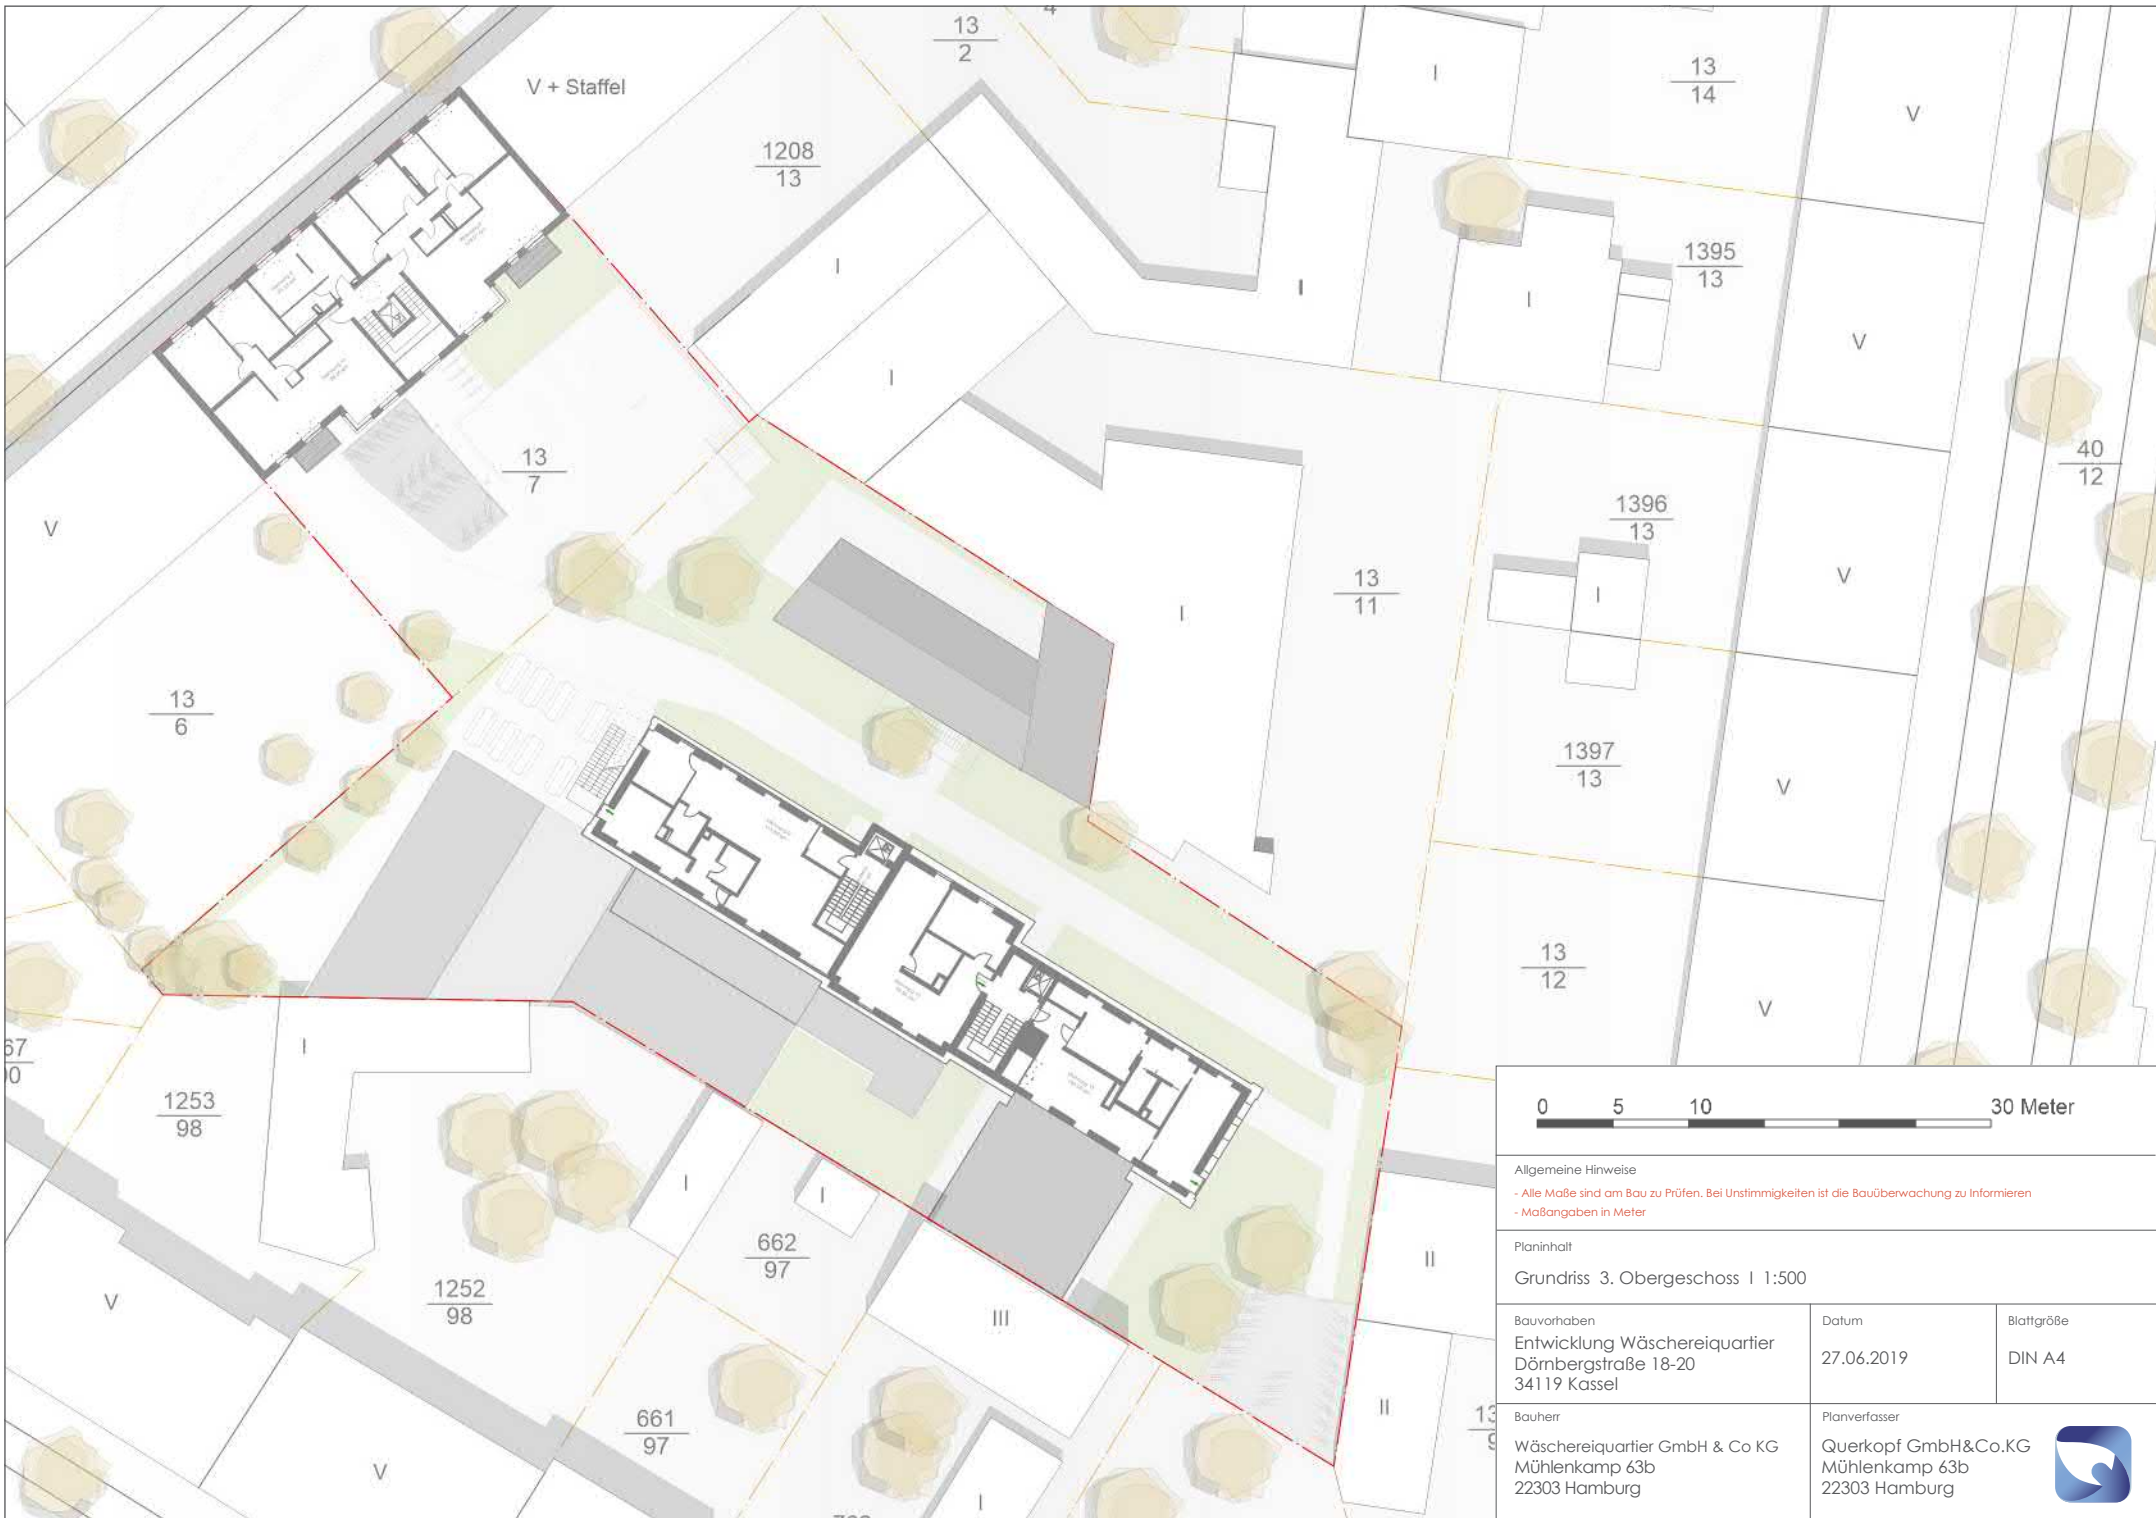 13
2
V + Staffel
I
13
14
V
1208
13
I
I
1395
13
I
V
I
40
12
13
7
V
1396
13
V
13
11
I
I
13
6
1397
13
V
13
12
V
I
1253
98
I
I
662
97
1252
98
V
III
II
661
97
II
V
I
0 5 10 30 Meter
Allgemeine Hinweise
- Alle Maße sind am Bau zu Prüfen. Bei Unstimmigkeiten ist die Bauüberwachung zu Informieren
- Maßangaben in Meter
Planinhalt
Grundriss 3. Obergeschoss I 1:500
Bauvorhaben
Entwicklung Wäschereiquartier
Dörnbergstraße 18-20
34119 Kassel
Datum
27.06.2019
Blattgröße
DIN A4
Bauherr
Wäschereiquartier GmbH & Co KG
Mühlenkamp 63b
22303 Hamburg
Planverfasser
Querkopf GmbH&Co.KG
Mühlenkamp 63b
22303 Hamburg